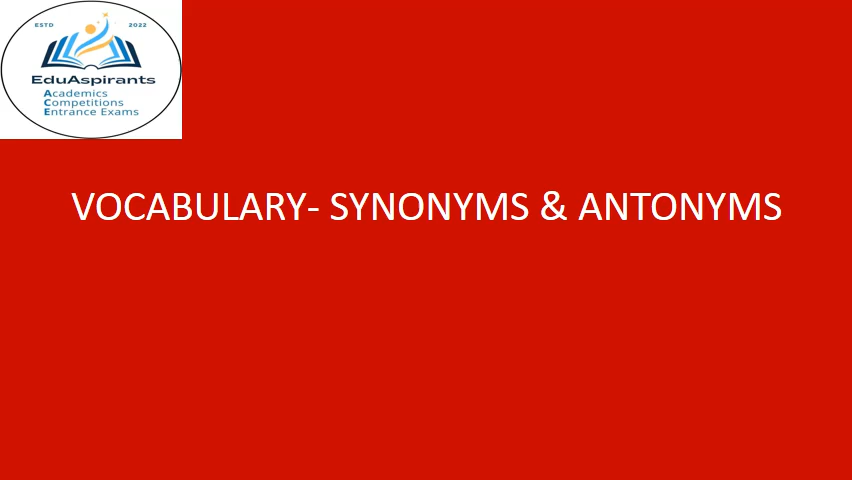 ESTD 2022
EduAspirants
Academics
Competitions
Entrance Exams
VOCABULARY- SYNONYMS & ANTONYMS